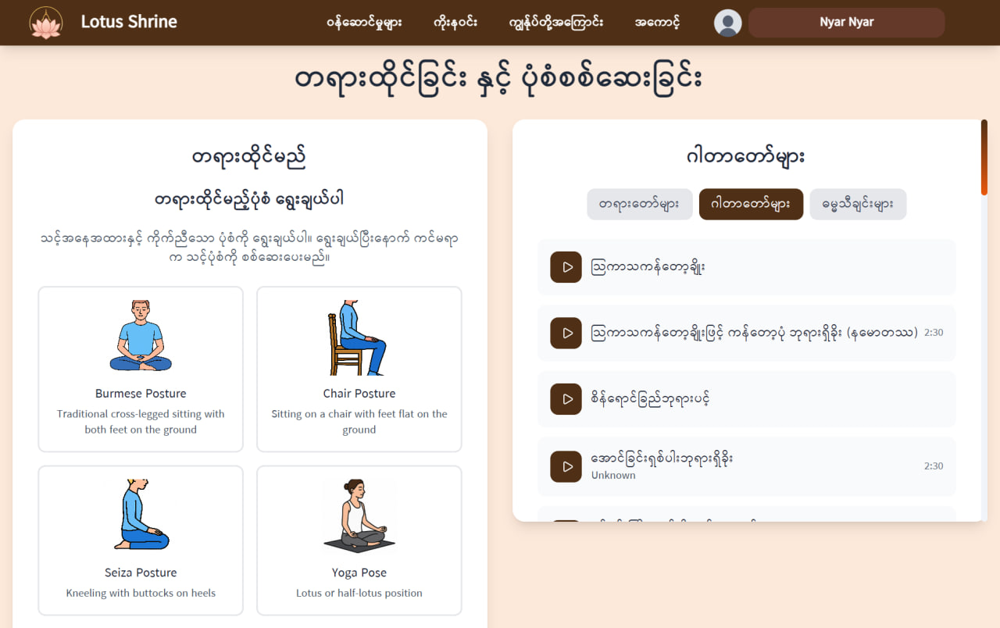 Lotus Shrine
ဝန်ဆောင်မှုများ
ကိုးနဝင်း
ကျွန်ုပ်တို့အကြောင်း
အကောင့်
Nyar Nyar
တရားထိုင်ခြင်း နှင့် ပုံစံစစ်ဆေးခြင်း
တရားထိုင်မည်
တရားထိုင်မည့်ပုံစံ ရွေးချယ်ပါ
သင့်အနေအထားနှင့် ကိုက်ညီသော ပုံစံကို ရွေးချယ်ပါ။ ရွေးချယ်ပြီးနောက် ကင်မရာ
က သင့်ပုံစံကို စစ်ဆေးပေးမည်။
Burmese Posture
Traditional cross-legged sitting with
both feet on the ground
Chair Posture
Sitting on a chair with feet flat on the
ground
Seiza Posture
Kneeling with buttocks on heels
Yoga Pose
Lotus or half-lotus position
ဂါတာတော်များ
တရားတော်များ
ဂါတာတော်များ
ဓမ္မသီချင်းများ
ဩကာသကန်တော့ချိုး
ဩကာသကန်တော့ချိုးဖြင့် ကန်တော့ပုံ ဘုရားရှိခိုး (နမောတဿ) 2:30
စိန်ရောင်ခြည်ဘုရားပင့်
အောင်ခြင်းရှစ်ပါးဘုရားရှိခိုး
Unknown
2:30